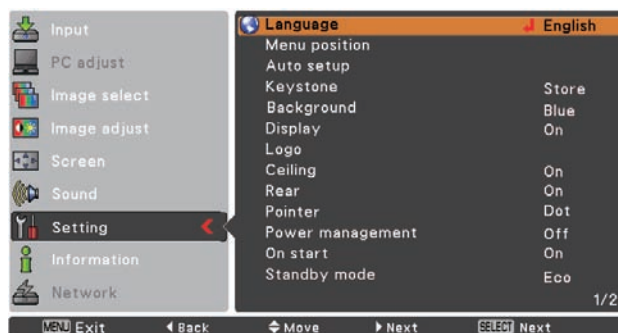 Input
PC adjust
Image select
Image adjust
Screen
Sound
Setting
Information
Network
Language English
Menu position
Auto setup
Keystone Store
Background Blue
Display On
Logo
Ceiling On
Rear On
Pointer Dot
Power management Off
On start On
Standby mode Eco
1/2
MENU Exit Back Move Next SELECT Next